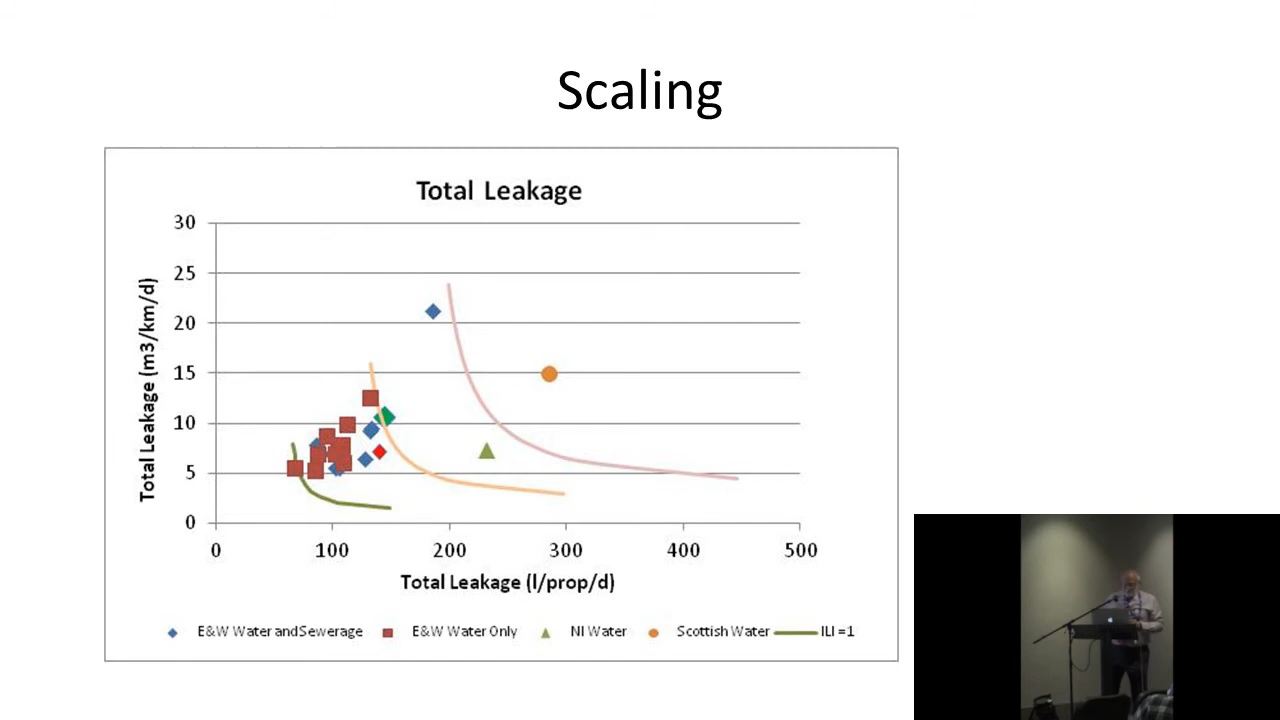 Scaling
Total Leakage
30
25
20
15
10
5
0
Total Leakage (m3/km/d)
0 100 200 300 400 500
Total Leakage (l/prop/d)
E&W Water and Sewerage E&W Water Only NI Water Scottish Water ILI =1